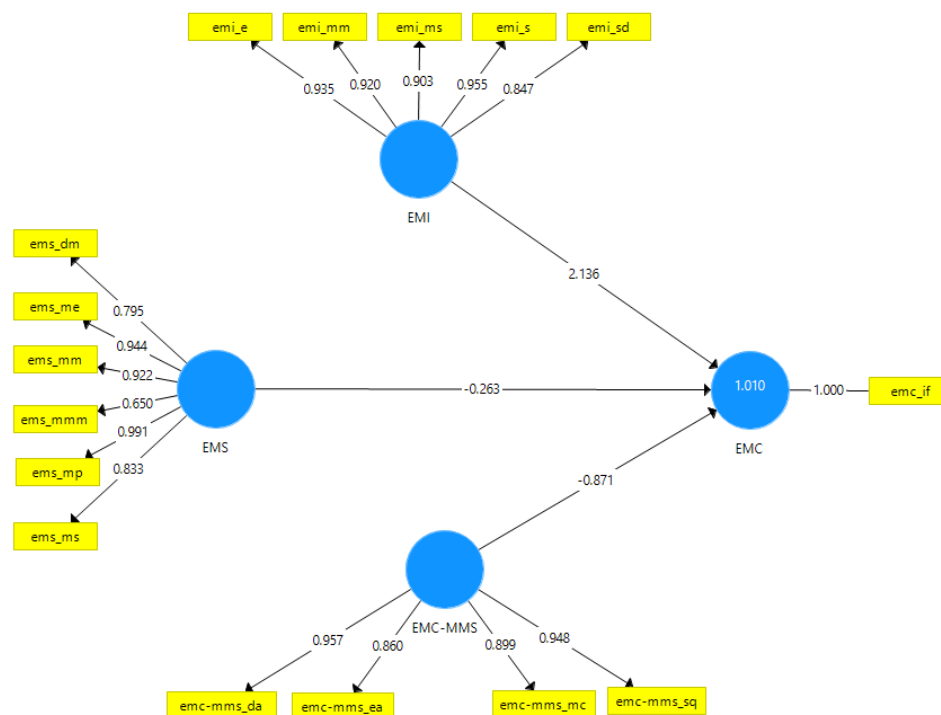 emi_e
emi_mm
emi_ms
emi_s
emi_sd
0.935
0.920
0.903
0.955
0.847
EMI
ems_dm
ems_me
ems_mm
ems_mmm
ems_mp
ems_ms
0.795
0.944
0.922
0.650
0.991
0.833
EMS
2.136
-0.263
-0.871
1.010
EMC
1.000
emc_if
EMC-MMS
0.957
0.860
0.899
0.948
emc-mms_da
emc-mms_ea
emc-mms_mc
emc-mms_sq